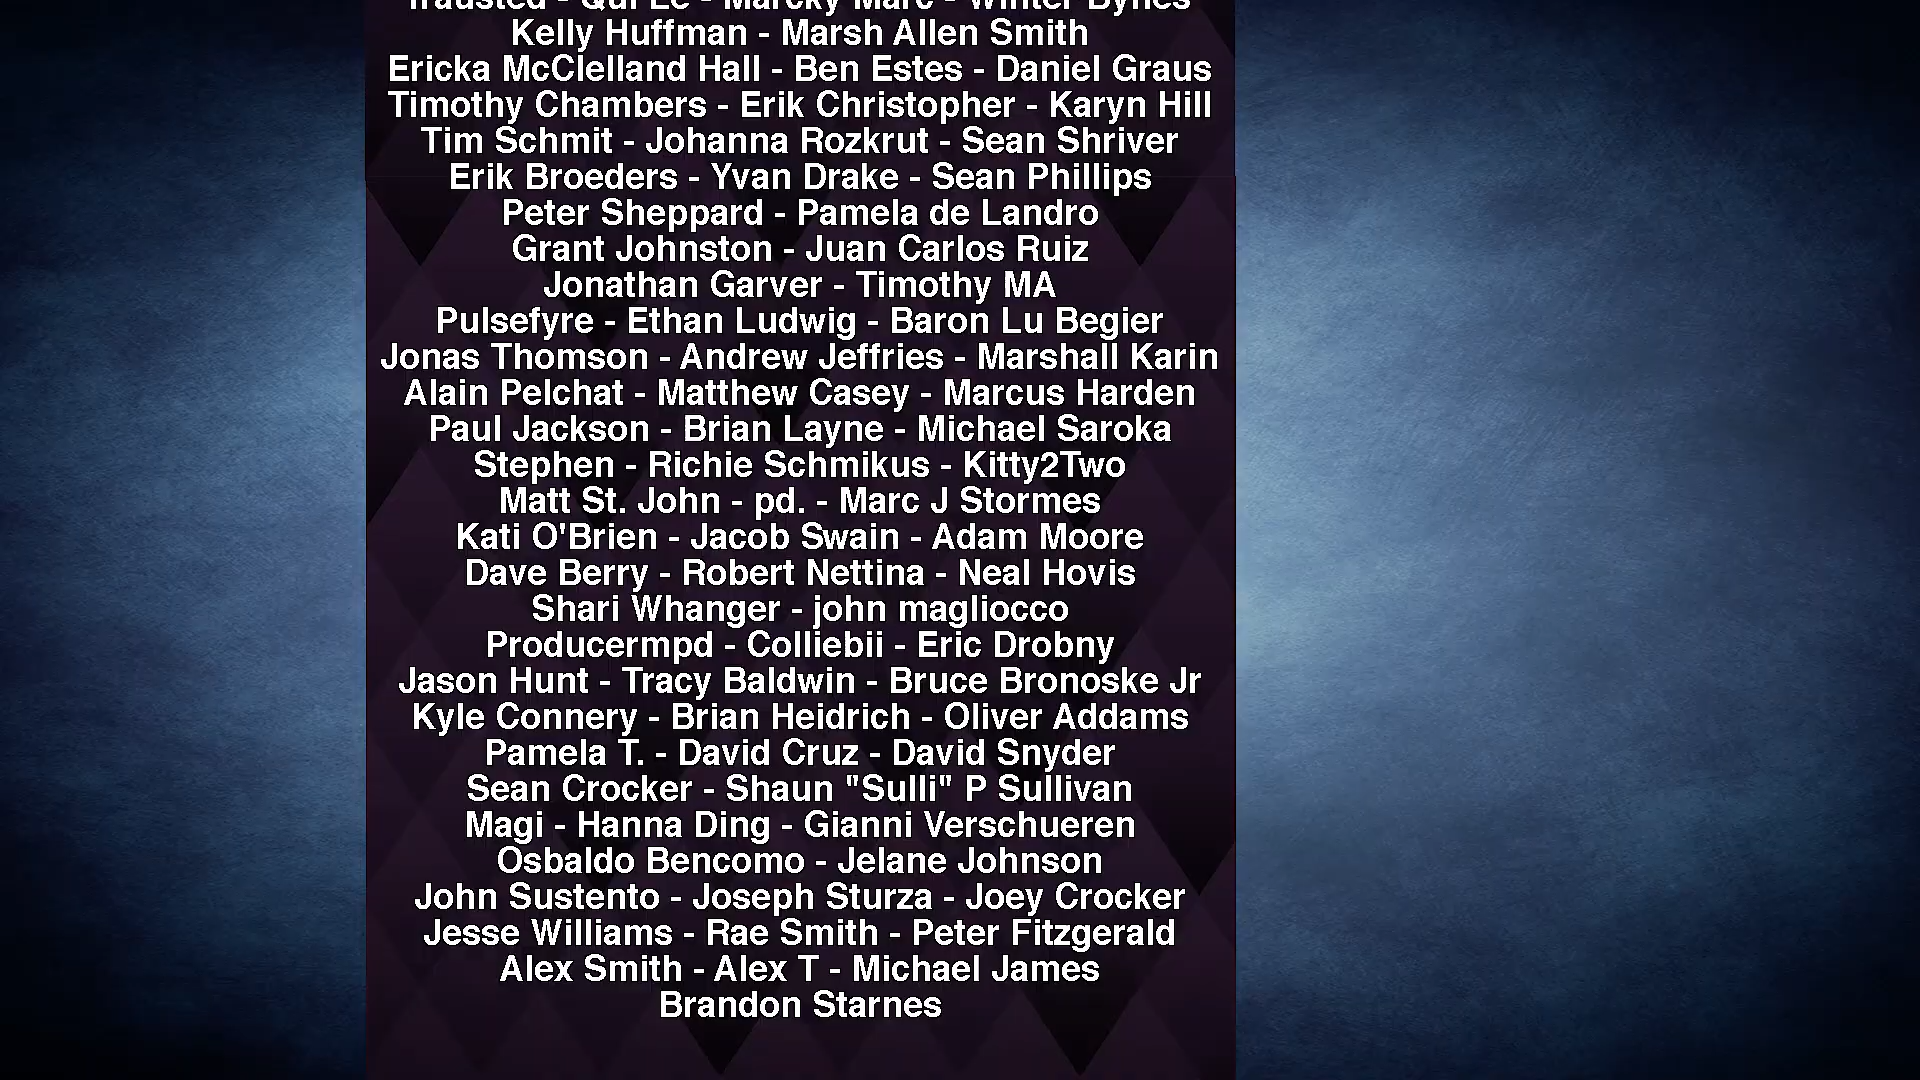 Trausted - Qui Le - Marcky Marc - Winter Bynes
Kelly Huffman - Marsh Allen Smith
Ericka McClelland Hall - Ben Estes - Daniel Graus
Timothy Chambers - Erik Christopher - Karyn Hill
Tim Schmit - Johanna Rozkrut - Sean Shriver
Erik Broeders - Yvan Drake - Sean Phillips
Peter Sheppard - Pamela de Landro
Grant Johnston - Juan Carlos Ruiz
Jonathan Garver - Timothy MA
Pulsefyre - Ethan Ludwig - Baron Lu Begier
Jonas Thomson - Andrew Jeffries - Marshall Karin
Alain Pelchat - Matthew Casey - Marcus Harden
Paul Jackson - Brian Layne - Michael Saroka
Stephen - Richie Schmikus - Kitty2Two
Matt St. John - pd. - Marc J Stormes
Kati O'Brien - Jacob Swain - Adam Moore
Dave Berry - Robert Nettina - Neal Hovis
Shari Whanger - john magliocco
Producermpd - Colliebii - Eric Drobny
Jason Hunt - Tracy Baldwin - Bruce Bronoske Jr
Kyle Connery - Brian Heidrich - Oliver Addams
Pamela T. - David Cruz - David Snyder
Sean Crocker - Shaun "Sulli" P Sullivan
Magi - Hanna Ding - Gianni Verschueren
Osbaldo Bencomo - Jelane Johnson
John Sustento - Joseph Sturza - Joey Crocker
Jesse Williams - Rae Smith - Peter Fitzgerald
Alex Smith - Alex T - Michael James
Brandon Starnes